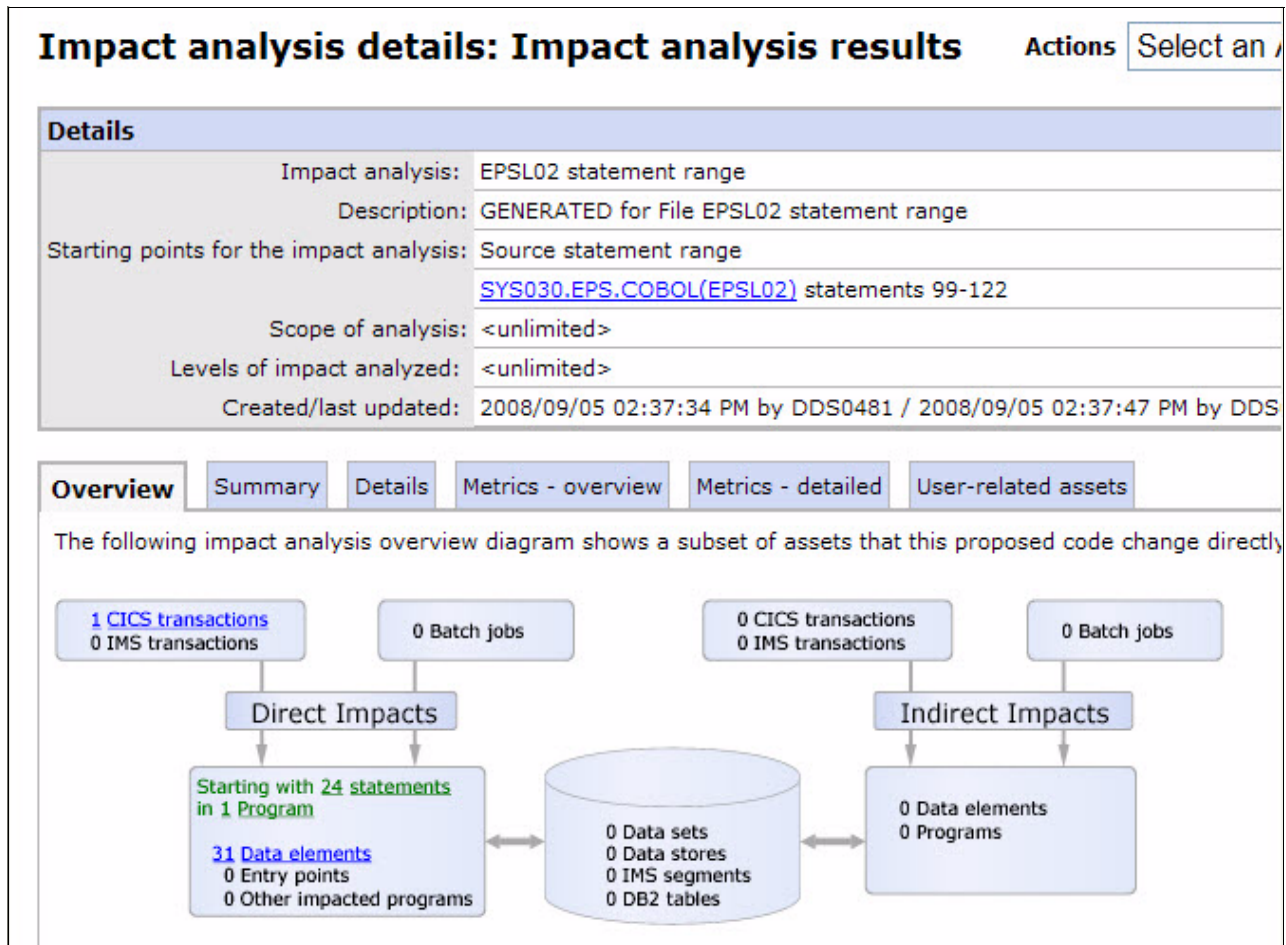 Impact analysis details: Impact analysis results Actions Select an
Details
Impact analysis: EPSL02 statement range
Description: GENERATED for File EPSL02 statement range
Starting points for the impact analysis: Source statement range
SYS030.EPS.COBOL(EPSL02) statements 99-122
Scope of analysis: <unlimited>
Levels of impact analyzed: <unlimited>
Created/last updated: 2008/09/05 02:37:34 PM by DDS0481 / 2008/09/05 02:37:47 PM by DDS
Overview Summary Details Metrics - overview Metrics - detailed User-related assets
The following impact analysis overview diagram shows a subset of assets that this proposed code change directly
1 CICS transactions
0 IMS transactions
0 Batch jobs
0 CICS transactions
0 IMS transactions
0 Batch jobs
Direct Impacts
Indirect Impacts
Starting with 24 statements
in 1 Program
31 Data elements
0 Entry points
0 Other impacted programs
0 Data sets
0 Data stores
0 IMS segments
0 DB2 tables
0 Data elements
0 Programs